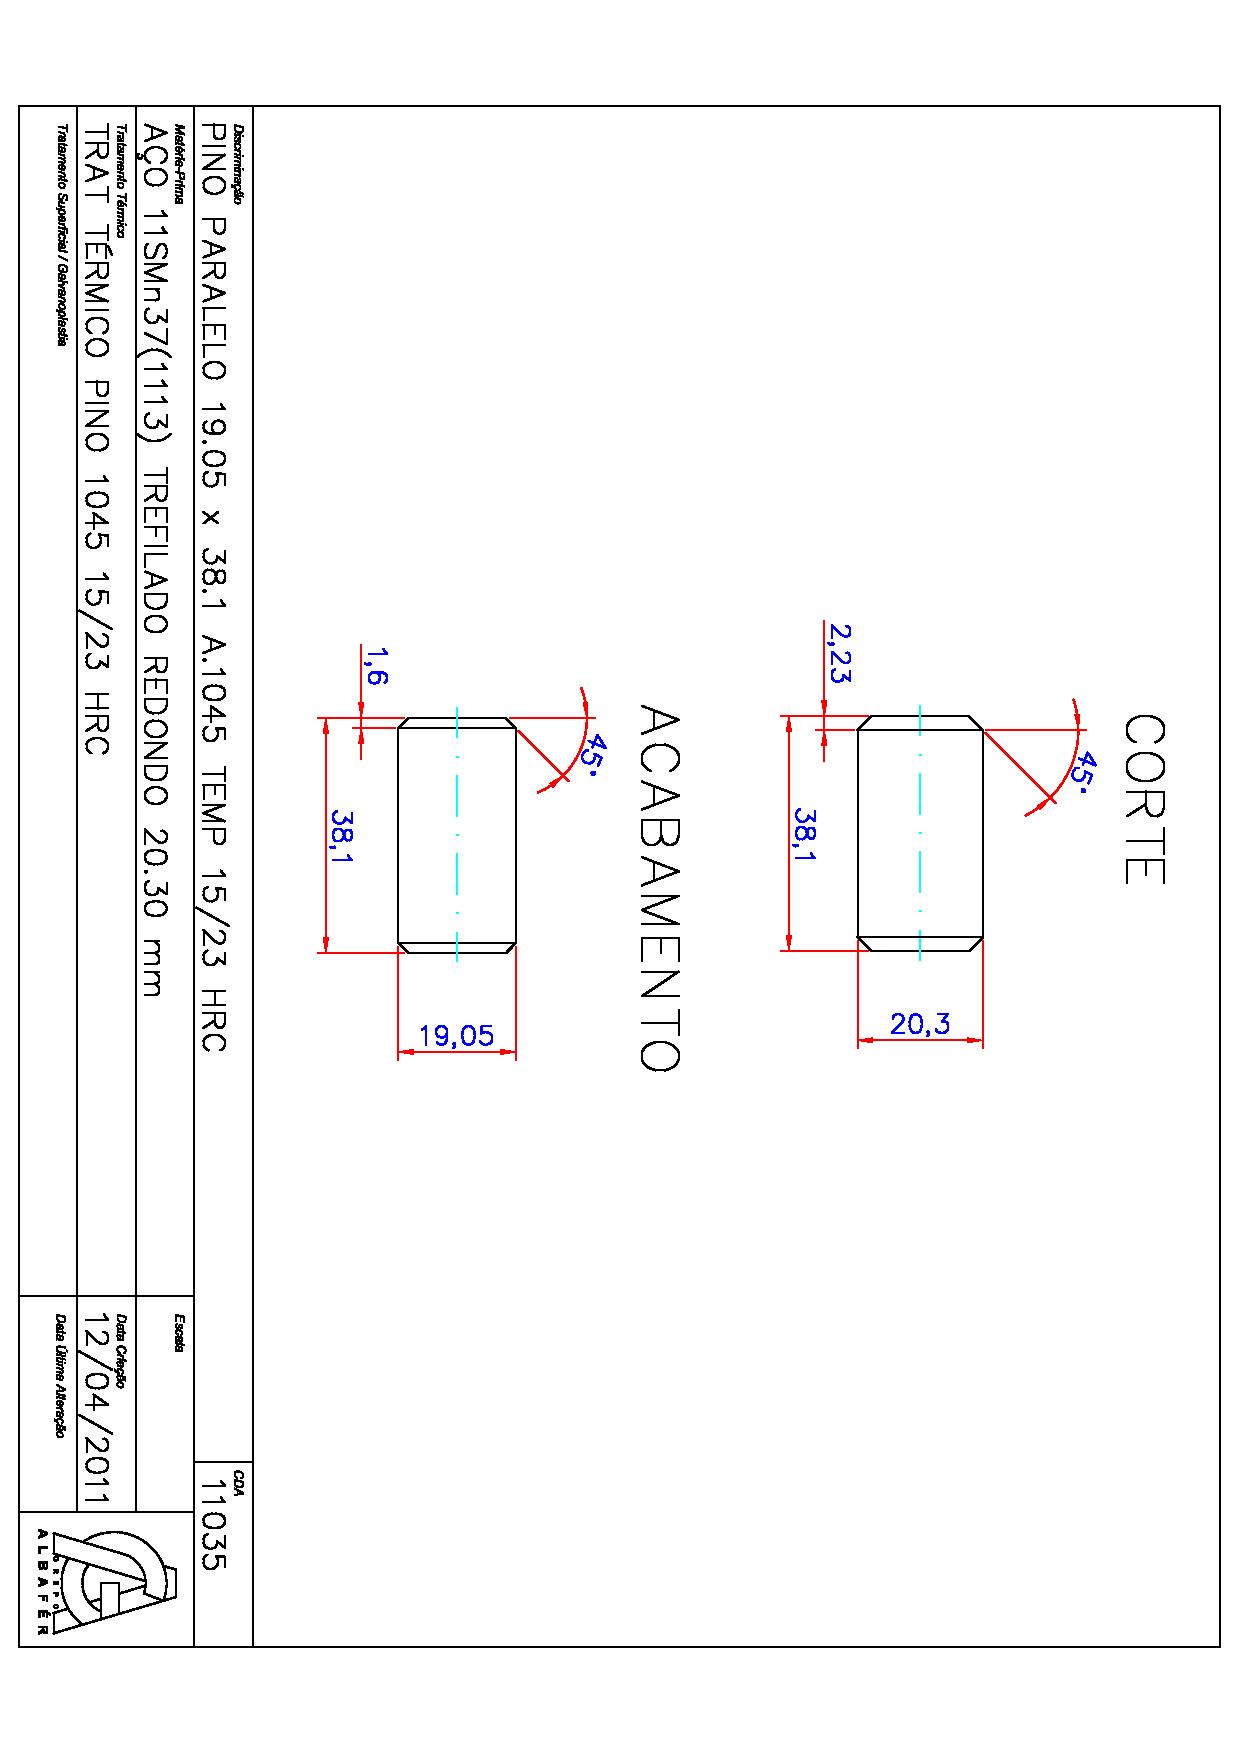 CORTE
2,23
45°
38,1
20,3
ACABAMENTO
1,6
45°
38,1
19,05
Discriminação
PINO PARALELO 19.05 x 38.1 A.1045 TEMP 15/23 HRC
CDA
11035
Matéria-Prima
AÇO 11SMn37(1113) TREFILADO REDONDO 20.30 mm
Escala
Tratamento Térmico
TRAT TÉRMICO PINO 1045 15/23 HRC
Data Criação
12/04/2011
Tratamento Superficial / Galvanoplastia
Data Última Alteração
GRUPO
ALBAFÉR